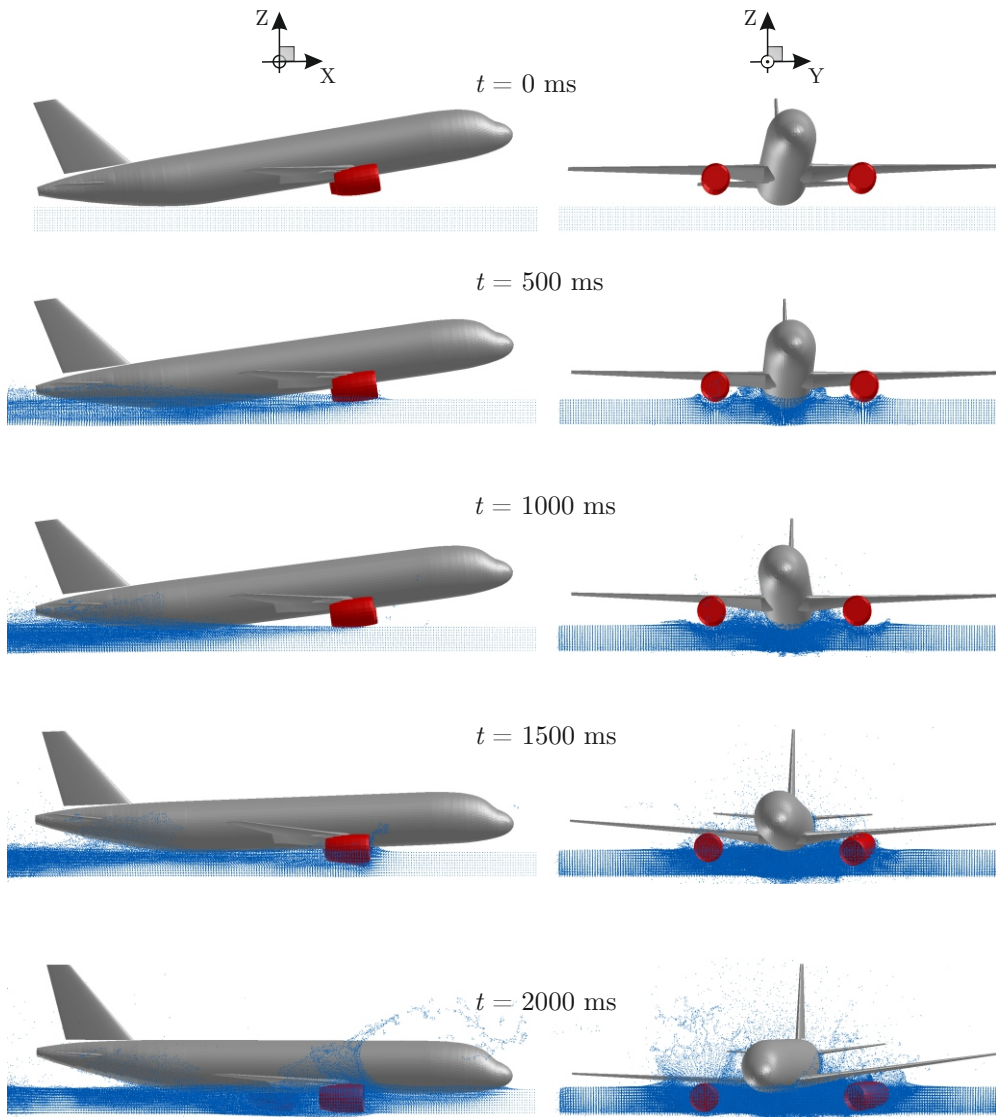 Z
X
Z
Y
t = 0 ms
t = 500 ms
t = 1000 ms
t = 1500 ms
t = 2000 ms